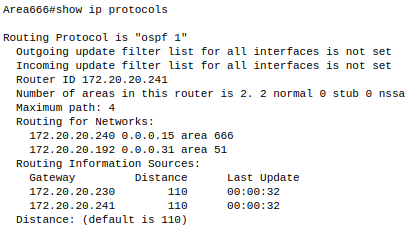 Area666#show ip protocols
Routing Protocol is "ospf 1"
Outgoing update filter list for all interfaces is not set
Incoming update filter list for all interfaces is not set
Router ID 172.20.20.241
Number of areas in this router is 2. 2 normal 0 stub 0 nssa
Maximum path: 4
Routing for Networks:
172.20.20.240 0.0.0.15 area 666
172.20.20.192 0.0.0.31 area 51
Routing Information Sources:
Gateway Distance Last Update
172.20.20.230 110 00:00:32
172.20.20.241 110 00:00:32
Distance: (default is 110)